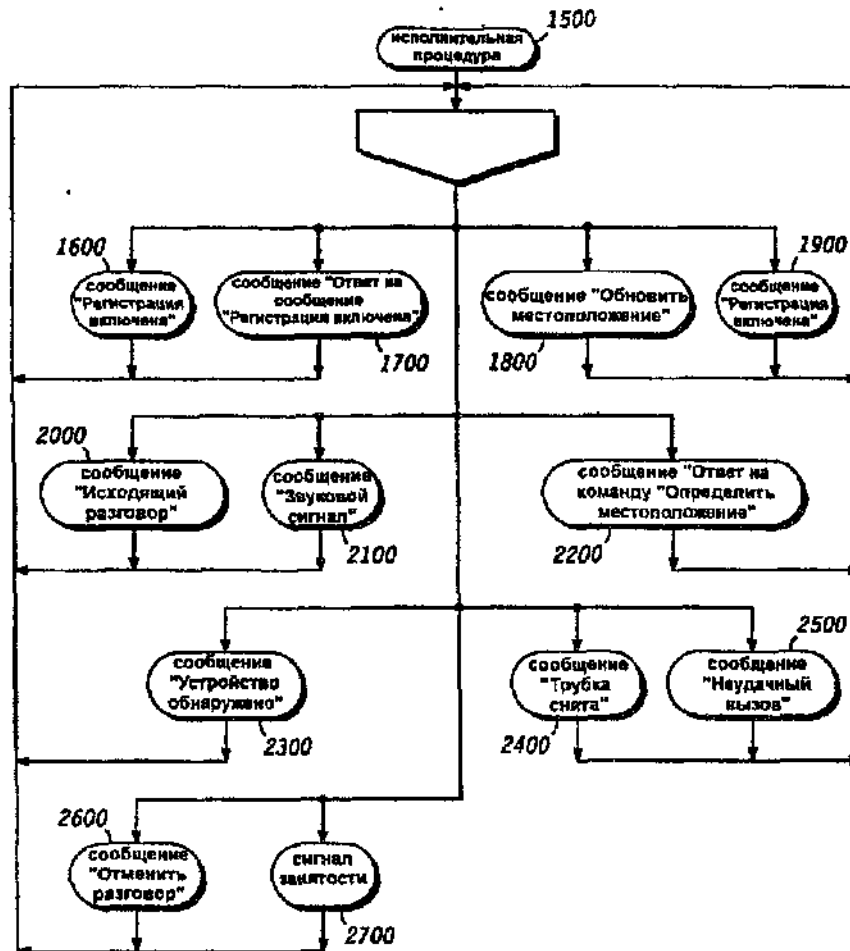 1500
исполнительная
процедура
1600
сообщение
"Регистрация
включена"
сообщение "Ответ на
сообщение
"Регистрация включена"
1700
сообщение "Обновить
местоположение"
1800
1900
сообщение
"Регистрация
включена"
2000
сообщение
"Исходящий
разговор"
сообщение
"Звуковой
сигнал"
2100
сообщение "Ответ на
команду "Определить
местоположение"
2200
сообщение
"Устройство
обнаружено"
2300
сообщение
"Трубка
снята"
2400
2500
сообщение
"Неудачный
вызов"
2600
сообщение
"Отменить
разговор"
сигнал
занятости
2700